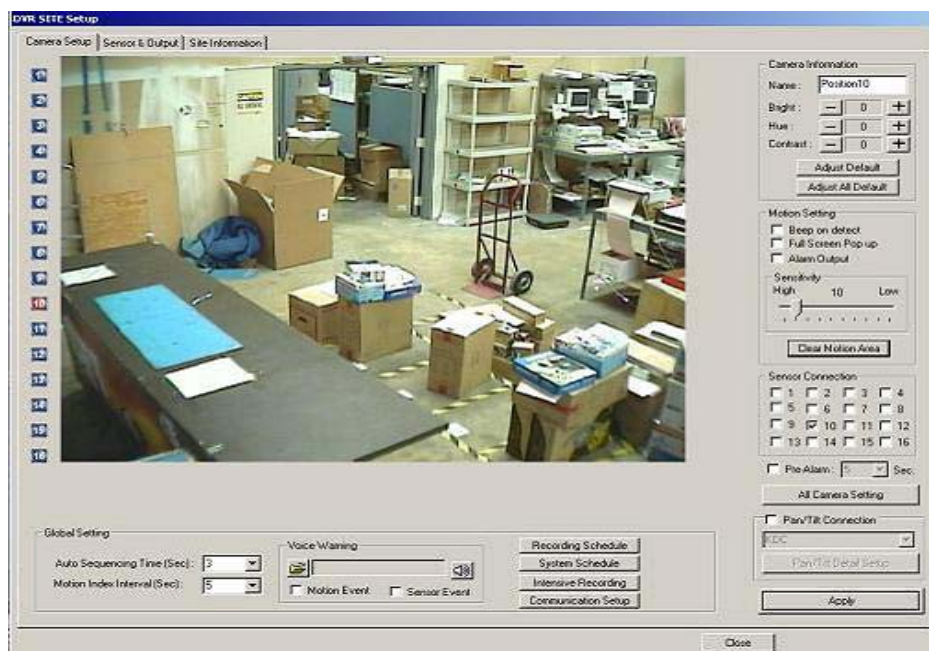 DVR SITE Setup
Camera Setup
Sensor & Output
Site Information
1
2
3
4
5
6
7
8
9
10
11
12
13
14
15
16
CAUTION
Camera Information
Name :
Position10
Bright :
0
Hue :
0
Contrast :
0
Adjust Default
Adjust All Default
Motion Setting
Beep on detect
Full Screen Pop up
Alarm Output
Sensitivity
High 10 Low
Clear Motion Area
Sensor Connection
1 2 3 4
5 6 7 8
9 10 11 12
13 14 15 16
Pre-Alarm : 5 Sec.
All Camera Setting
Pan/Tilt Connection
KDC
Pan/Tilt Detail Setup
Apply
Global Setting
Auto Sequencing Time (Sec) : 3
Motion Index Interval (Sec) : 5
Voice Warning
Motion Event
Sensor Event
Recording Schedule
System Schedule
Intensive Recording
Communication Setup
Close